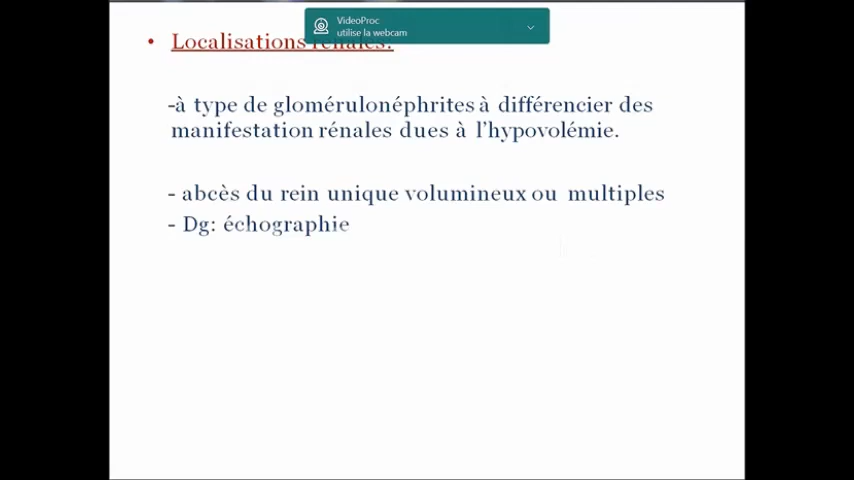 VideoProc
utilise la webcam
• Localisations rénales:
-à type de glomérulonéphrites à différencier des
manifestation rénales dues à l'hypovolémie.
- abcès du rein unique volumineux ou multiples
- Dg: échographie